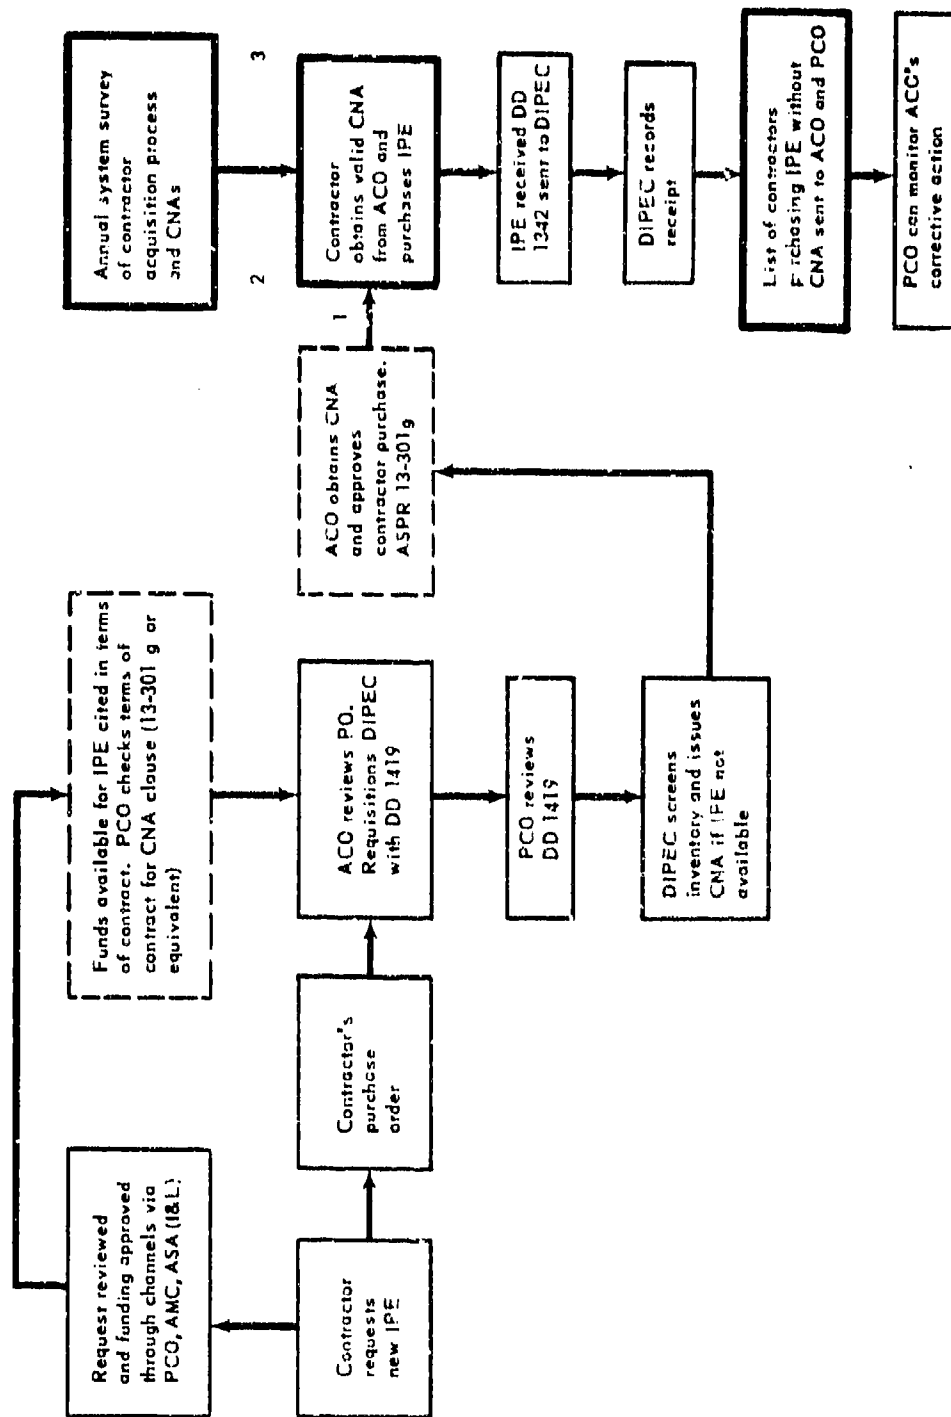 Request reviewed
and funding approved
through channels via
PCO, AMC, ASA (I&L)
Funds available for IPE cited in terms
of contract. PCO checks terms of
contract for CNA clause (13-301 g or
equivalent)
Annual system survey
of contractor
acquisition process
and CNAs
Contractor
requests
new IPE
Contractor's
purchase
order
ACO reviews PO.
Requisitions DIPEC
with DD 1419
ACO obtains CNA
and approves
contractor purchase.
ASPR 13-301g
1
2
3
Contractor
obtains valid CNA
from ACO and
purchases IPE
PCO reviews
DD 1419
IPE received DD
1342 sent to DIPEC
DIPEC screens
inventory and issues
CNA if IPE not
available
DIPEC records
receipt
List of contractors
purchasing IPE without
CNA sent to ACO and PCO
PCO can monitor ACO's
corrective action